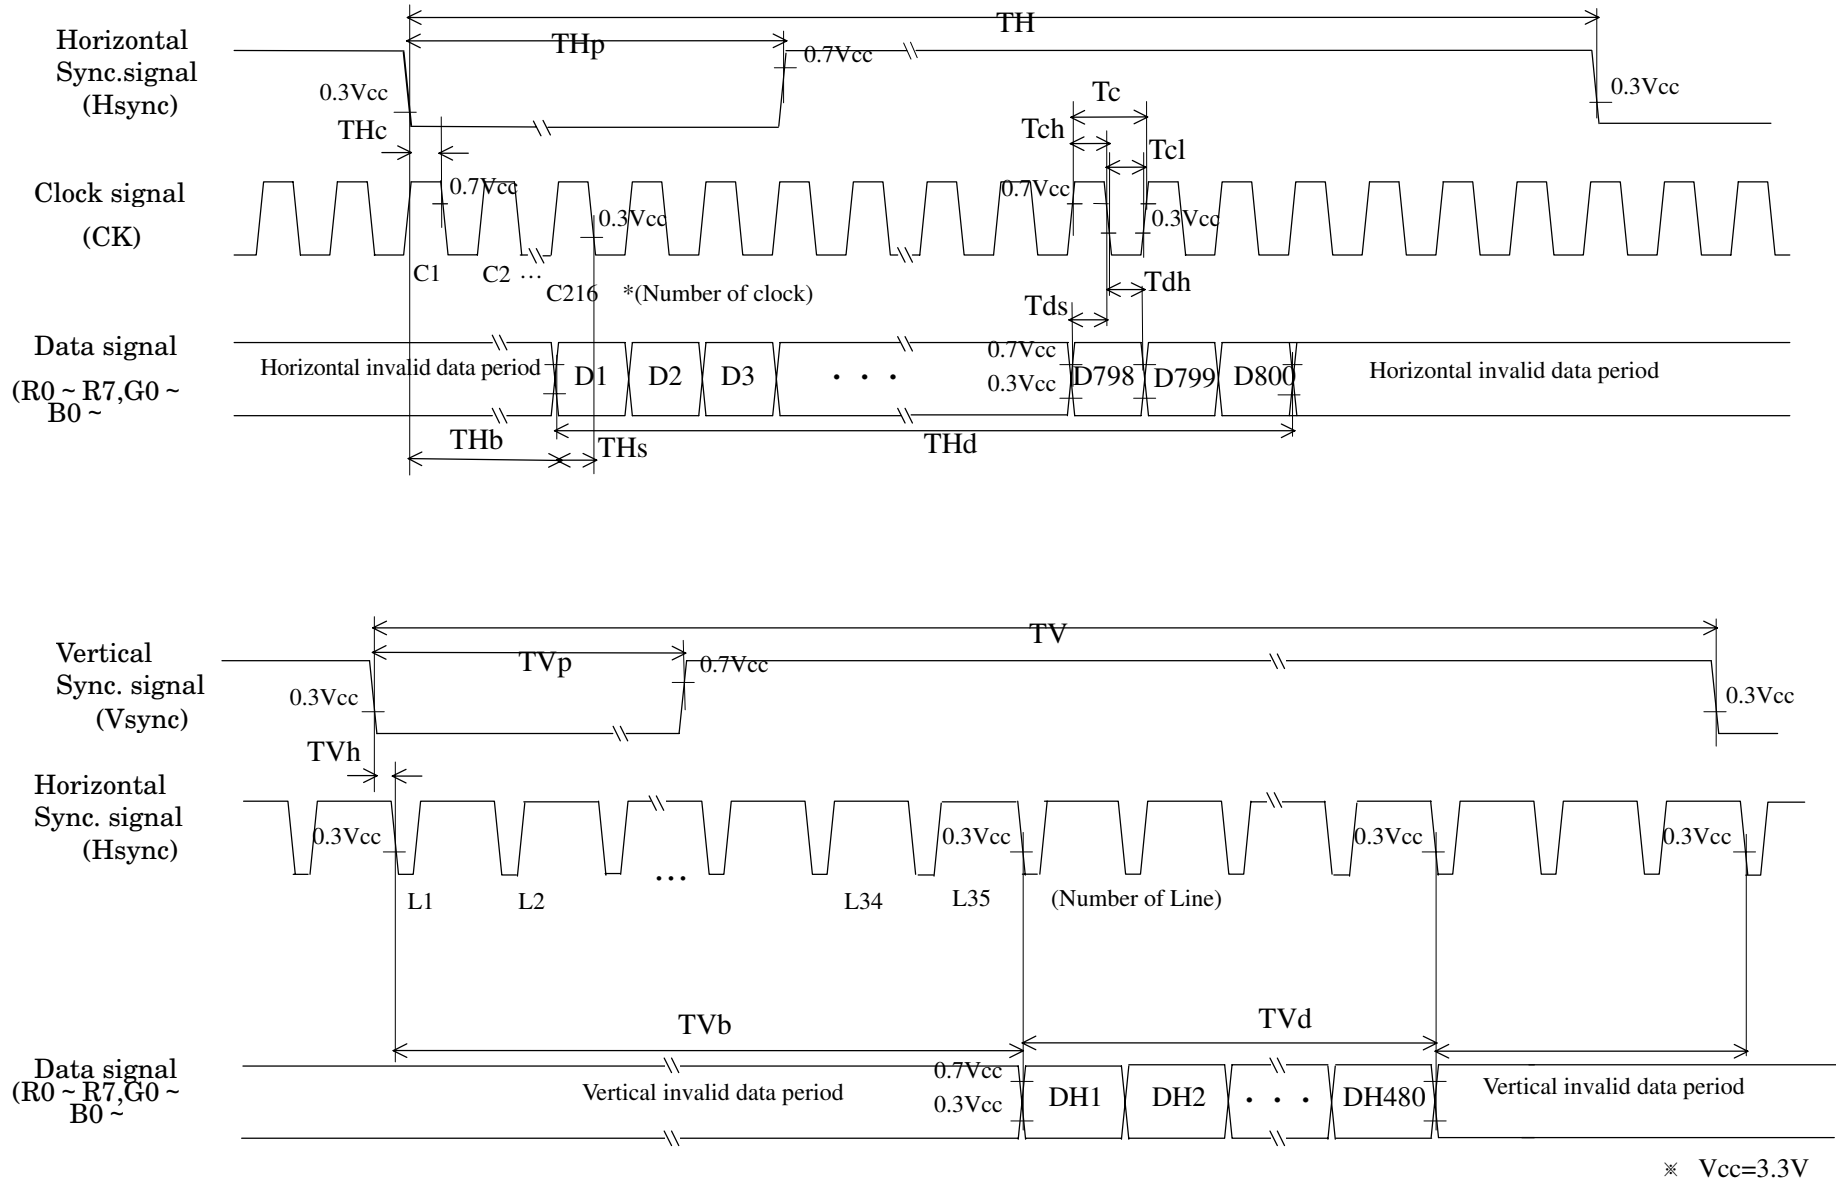 TH
Horizontal
Sync.signal
(Hsync)
THp
0.7Vcc
0.3Vcc
0.3Vcc
THc
Tc
Tch
Tcl
Clock signal
(CK)
0.7Vcc
0.3Vcc
0.7Vcc
0.3Vcc
C1
C2 ...
C216
*(Number of clock)
Tdh
Tds
Data signal
(R0 ~ R7,G0 ~
B0 ~
Horizontal invalid data period
D1
D2
D3
· · ·
0.7Vcc
0.3Vcc
D798
D799
D800
Horizontal invalid data period
THb
THs
THd
TV
Vertical
Sync. signal
(Vsync)
TVp
0.7Vcc
0.3Vcc
0.3Vcc
TVh
Horizontal
Sync. signal
(Hsync)
0.3Vcc
0.3Vcc
0.3Vcc
0.3Vcc
L1
L2
...
L34
L35
(Number of Line)
TVb
TVd
Data signal
(R0 ~ R7,G0 ~
B0 ~
Vertical invalid data period
0.7Vcc
0.3Vcc
DH1
DH2
· · ·
DH480
Vertical invalid data period
※ Vcc=3.3V